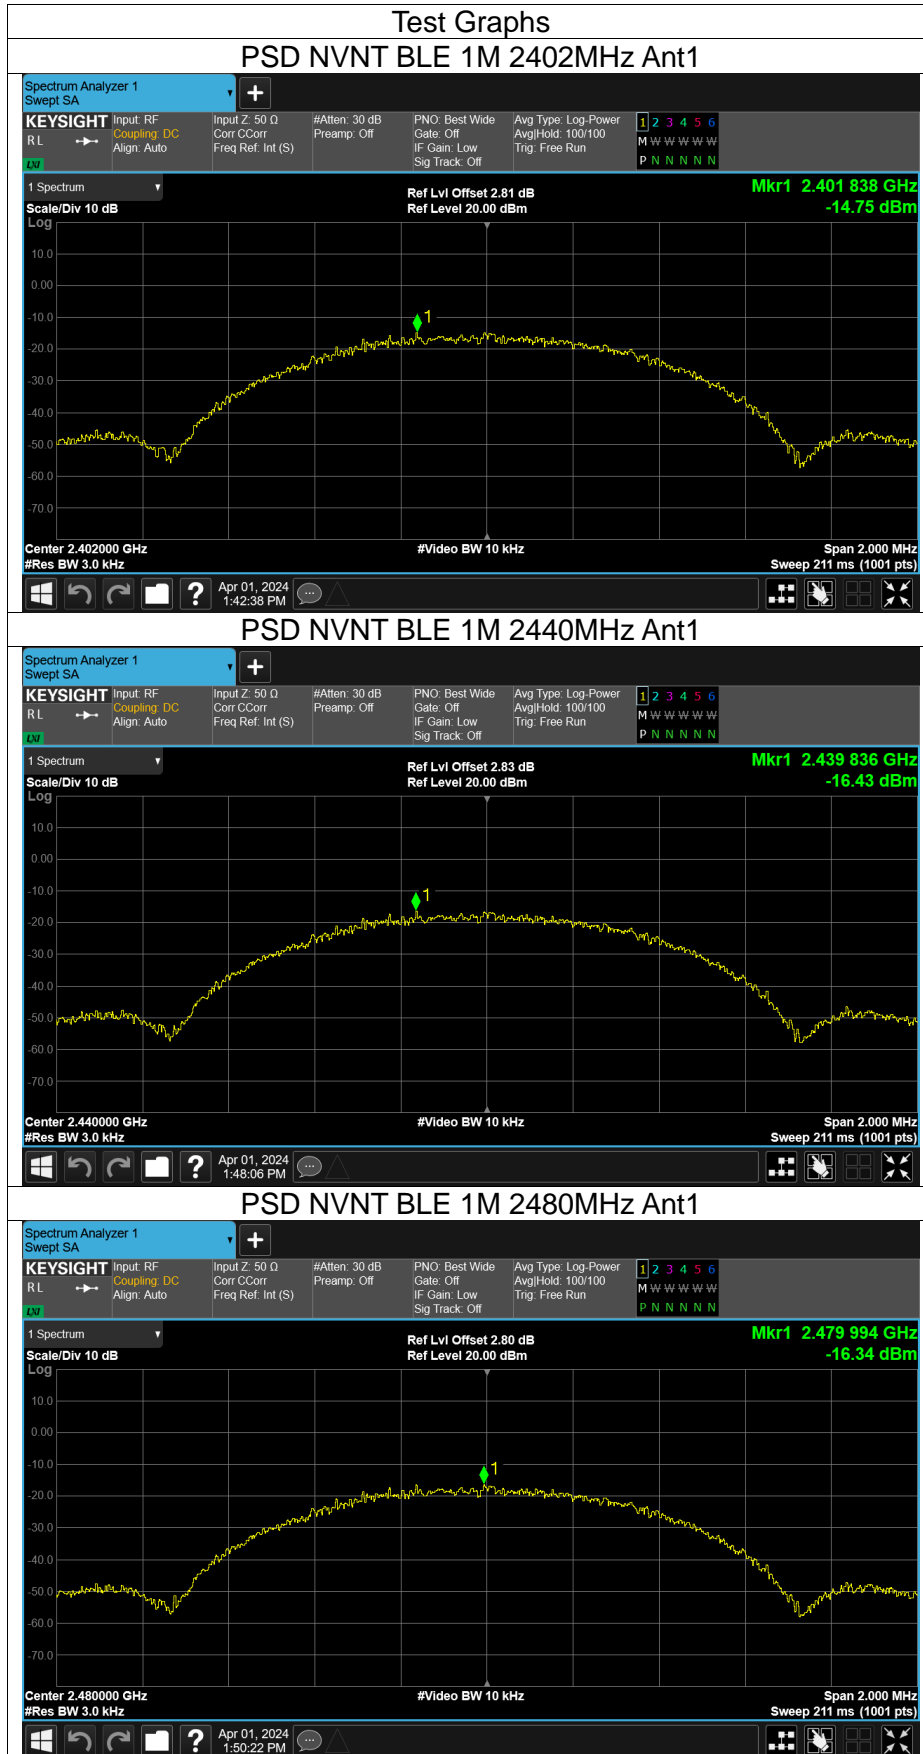 Test Graphs
PSD NVNT BLE 1M 2402MHz Ant1
Spectrum Analyzer 1
Swept SA
+
KEYSIGHT Input: RF Input Z: 50 Ω #Atten: 30 dB PNO: Best Wide Avg Type: Log-Power 1 2 3 4 5 6
RL Coupling: DC Corr CCorr Preamp: Off Gate: Off Avg|Hold: 100/100 M W W W W W
Align: Auto Freq Ref: Int (S) IF Gain: Low Trig: Free Run
LXI Sig Track: Off P N N N N N
1 Spectrum Ref Lvl Offset 2.81 dB Mkr1 2.401 838 GHz
Scale/Div 10 dB Ref Level 20.00 dBm -14.75 dBm
Log
10.0
0.00
1
-10.0
-20.0
-30.0
-40.0
-50.0
-60.0
-70.0
Center 2.402000 GHz #Video BW 10 kHz Span 2.000 MHz
#Res BW 3.0 kHz Sweep 211 ms (1001 pts)
? Apr 01, 2024
1:42:38 PM
PSD NVNT BLE 1M 2440MHz Ant1
Spectrum Analyzer 1
Swept SA
+
KEYSIGHT Input: RF Input Z: 50 Ω #Atten: 30 dB PNO: Best Wide Avg Type: Log-Power 1 2 3 4 5 6
RL Coupling: DC Corr CCorr Preamp: Off Gate: Off Avg|Hold: 100/100 M W W W W W
Align: Auto Freq Ref: Int (S) IF Gain: Low Trig: Free Run
LXI Sig Track: Off P N N N N N
1 Spectrum Ref Lvl Offset 2.83 dB Mkr1 2.439 836 GHz
Scale/Div 10 dB Ref Level 20.00 dBm -16.43 dBm
Log
10.0
0.00
-10.0
1
-20.0
-30.0
-40.0
-50.0
-60.0
-70.0
Center 2.440000 GHz #Video BW 10 kHz Span 2.000 MHz
#Res BW 3.0 kHz Sweep 211 ms (1001 pts)
? Apr 01, 2024
1:48:06 PM
PSD NVNT BLE 1M 2480MHz Ant1
Spectrum Analyzer 1
Swept SA
+
KEYSIGHT Input: RF Input Z: 50 Ω #Atten: 30 dB PNO: Best Wide Avg Type: Log-Power 1 2 3 4 5 6
RL Coupling: DC Corr CCorr Preamp: Off Gate: Off Avg|Hold: 100/100 M W W W W W
Align: Auto Freq Ref: Int (S) IF Gain: Low Trig: Free Run
LXI Sig Track: Off P N N N N N
1 Spectrum Ref Lvl Offset 2.80 dB Mkr1 2.479 994 GHz
Scale/Div 10 dB Ref Level 20.00 dBm -16.34 dBm
Log
10.0
0.00
-10.0
1
-20.0
-30.0
-40.0
-50.0
-60.0
-70.0
Center 2.480000 GHz #Video BW 10 kHz Span 2.000 MHz
#Res BW 3.0 kHz Sweep 211 ms (1001 pts)
? Apr 01, 2024
1:50:22 PM